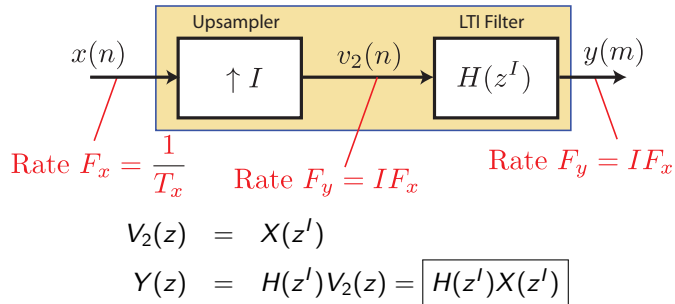 Upsampler LTI Filter
x(n) v₂(n) y(m)
↑ I H(z^I)
Rate F_x = 1/T_x Rate F_y = IF_x Rate F_y = IF_x
V₂(z) = X(z^I)
Y(z) = H(z^I)V₂(z) = H(z^I)X(z^I)